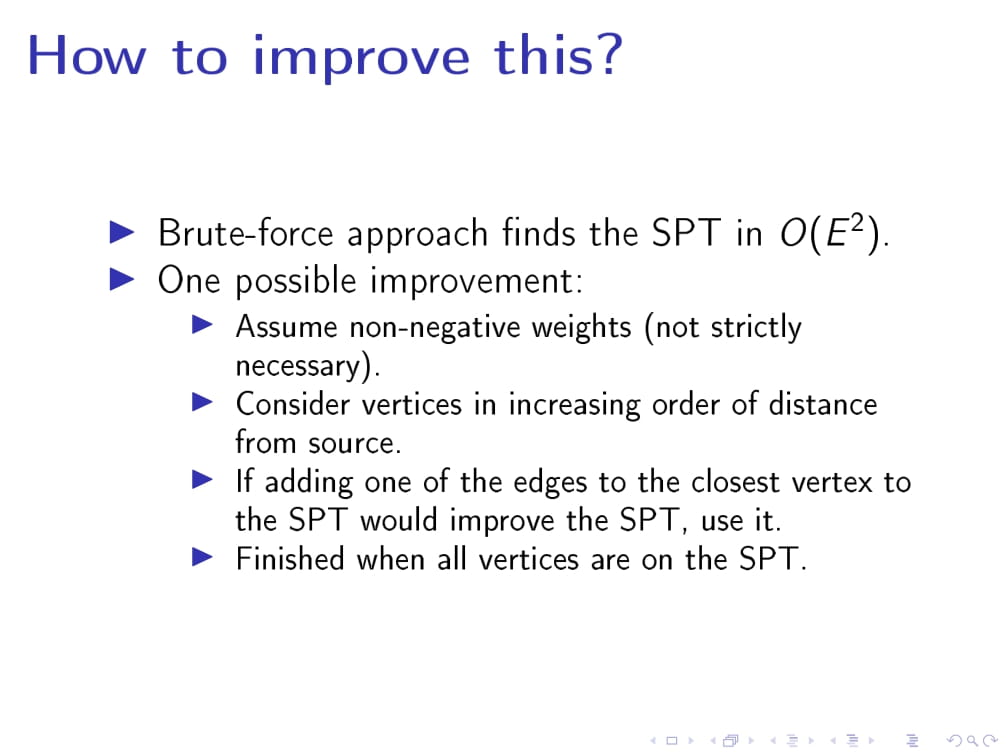 How to improve this?
Brute-force approach finds the SPT in O(E²).
One possible improvement:
Assume non-negative weights (not strictly
necessary).
Consider vertices in increasing order of distance
from source.
If adding one of the edges to the closest vertex to
the SPT would improve the SPT, use it.
Finished when all vertices are on the SPT.